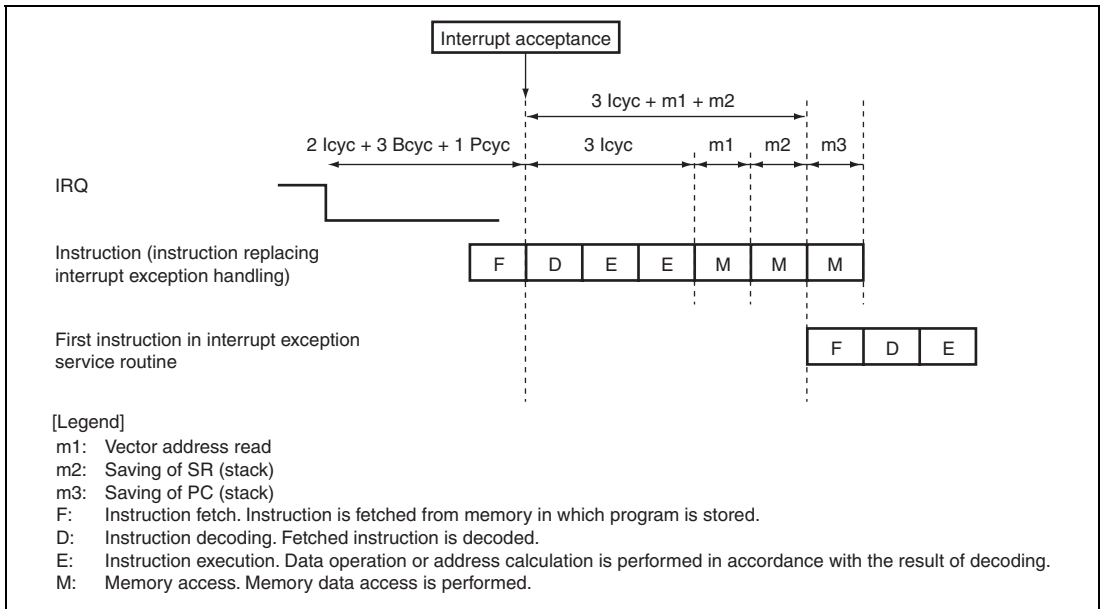 Interrupt acceptance
3 Icyc + m1 + m2
2 Icyc + 3 Bcyc + 1 Pcyc
3 Icyc
m1
m2
m3
IRQ
Instruction (instruction replacing
interrupt exception handling)
F D E E M M M
First instruction in interrupt exception
service routine
F D E
[Legend]
m1: Vector address read
m2: Saving of SR (stack)
m3: Saving of PC (stack)
F: Instruction fetch. Instruction is fetched from memory in which program is stored.
D: Instruction decoding. Fetched instruction is decoded.
E: Instruction execution. Data operation or address calculation is performed in accordance with the result of decoding.
M: Memory access. Memory data access is performed.